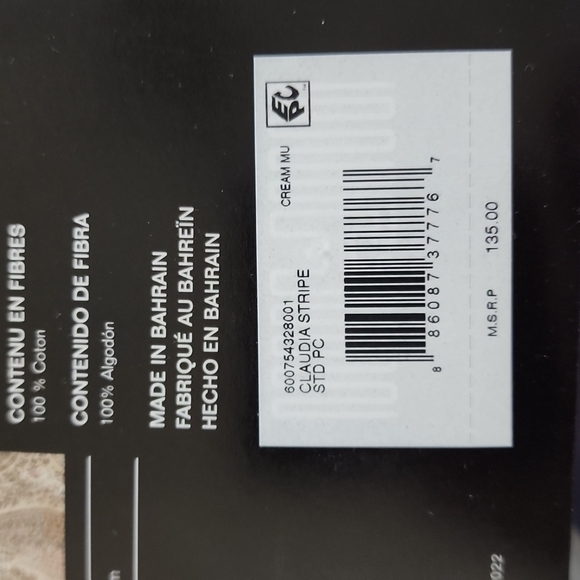 CONTENU EN FIBRES
100 % Coton
CONTENIDO DE FIBRA
100% Algodón
MADE IN BAHRAIN
FABRIQUÉ AU BAHREÏN
HECHO EN BAHRAIN
EPC
600754328001
CREAM MU
CLAUDIA STRIPE
STD PC
8 86087 37776 7
M.S.R.P 135.00